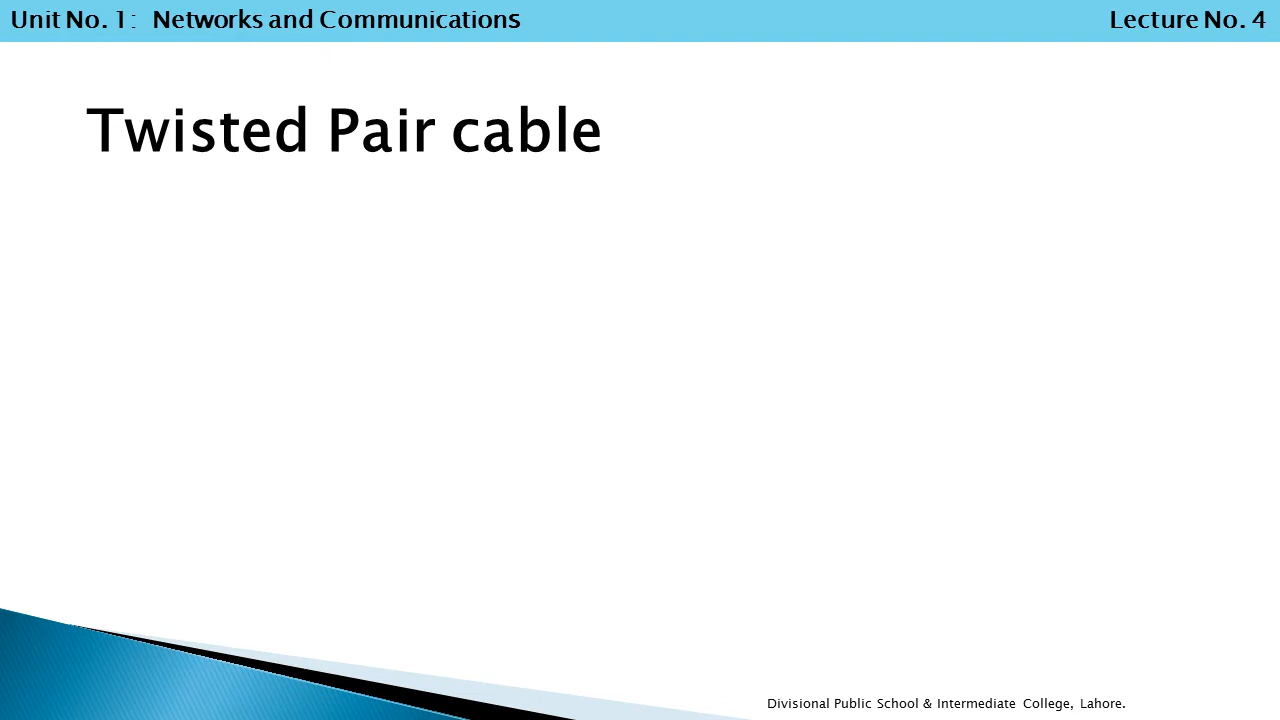 Unit No. 1: Networks and Communications Lecture No. 4
Twisted Pair cable
Divisional Public School & Intermediate College, Lahore.